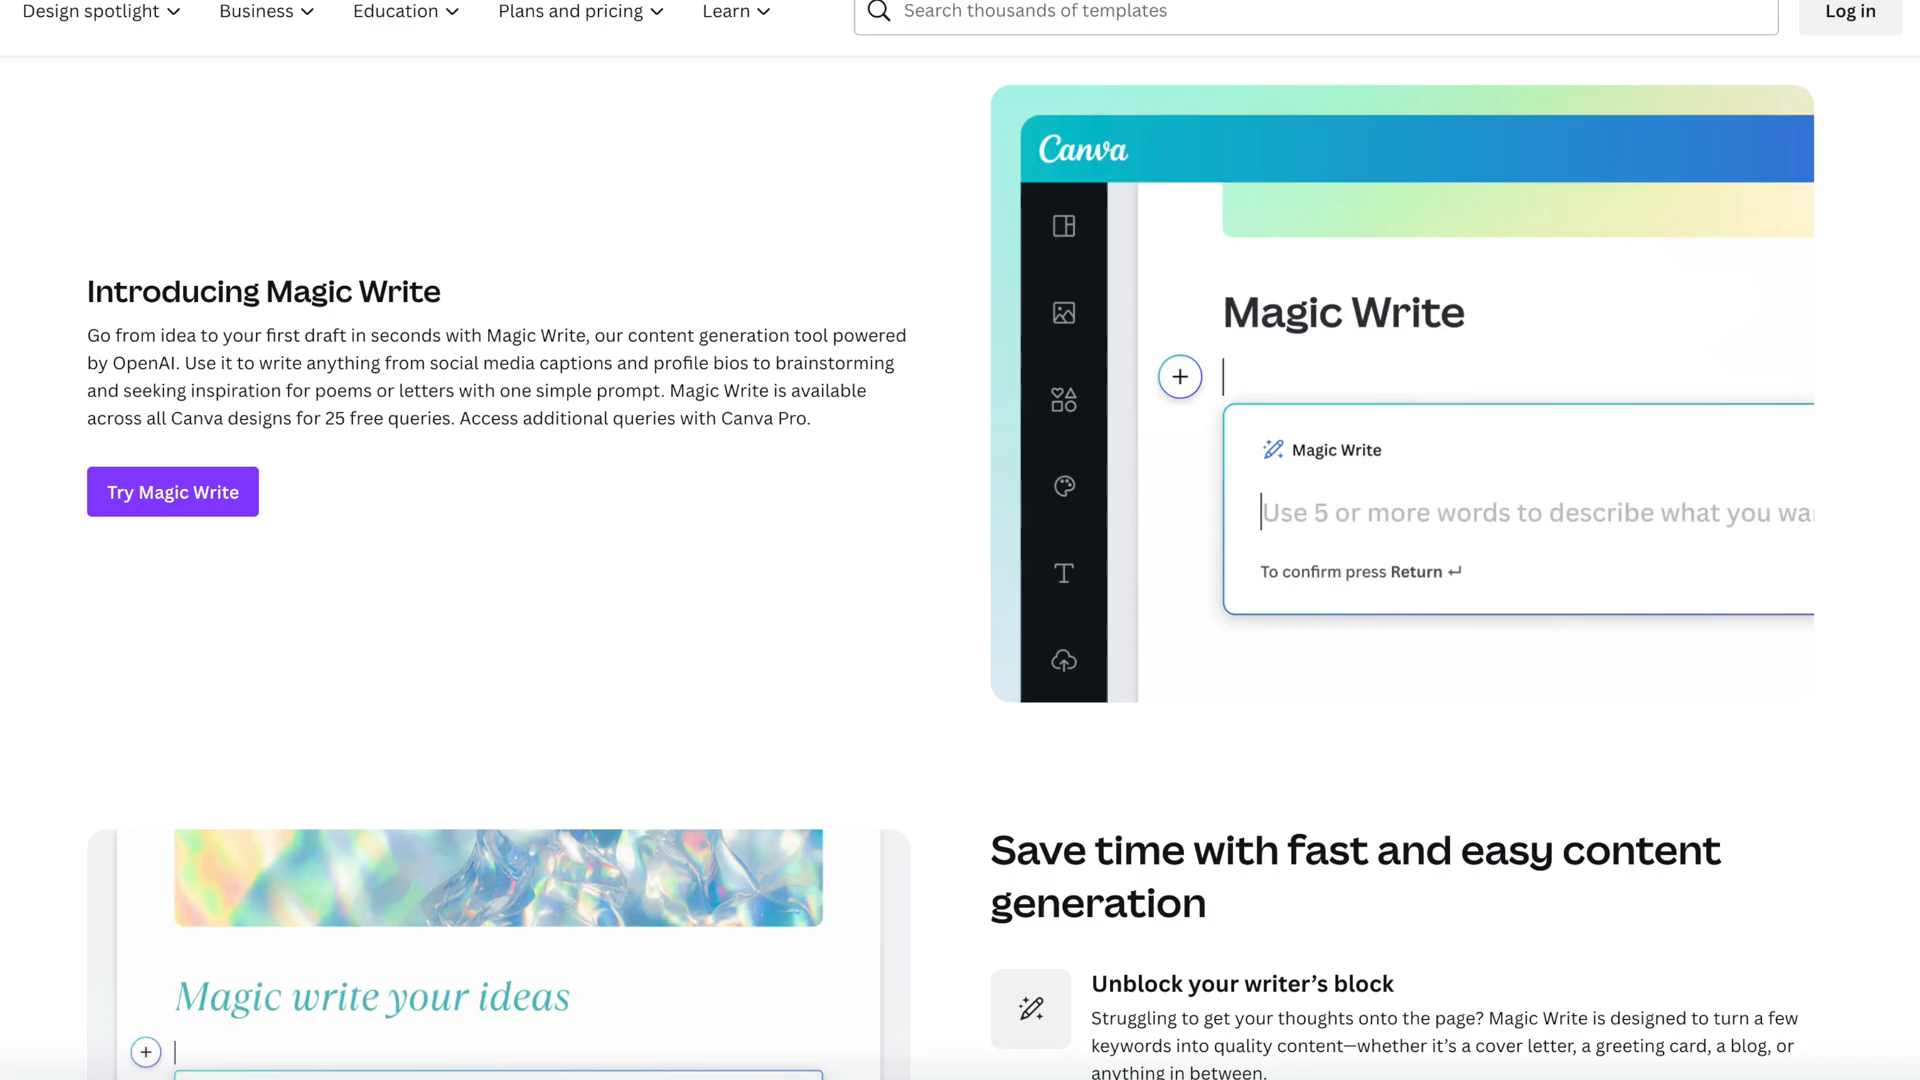 Design spotlight
Business
Education
Plans and pricing
Learn
Search thousands of templates
Log in
Introducing Magic Write
Go from idea to your first draft in seconds with Magic Write, our content generation tool powered
by OpenAI. Use it to write anything from social media captions and profile bios to brainstorming
and seeking inspiration for poems or letters with one simple prompt. Magic Write is available
across all Canva designs for 25 free queries. Access additional queries with Canva Pro.
Try Magic Write
Canva
Magic Write
Magic Write
Use 5 or more words to describe what you
To confirm press Return ↵
Magic write your ideas
Save time with fast and easy content
generation
Unblock your writer’s block
Struggling to get your thoughts onto the page? Magic Write is designed to turn a few
keywords into quality content—whether it’s a cover letter, a greeting card, a blog, or
anything in between.